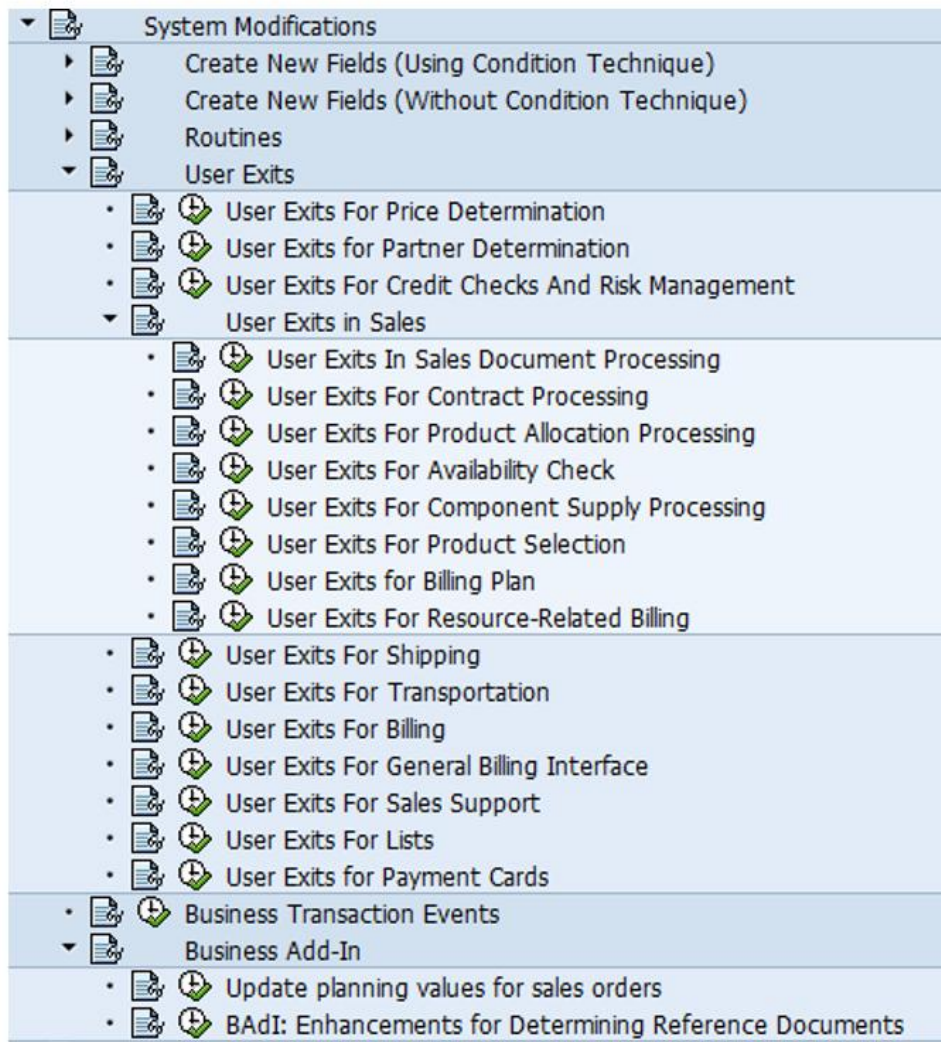 System Modifications
Create New Fields (Using Condition Technique)
Create New Fields (Without Condition Technique)
Routines
User Exits
User Exits For Price Determination
User Exits for Partner Determination
User Exits For Credit Checks And Risk Management
User Exits in Sales
User Exits In Sales Document Processing
User Exits For Contract Processing
User Exits For Product Allocation Processing
User Exits For Availability Check
User Exits For Component Supply Processing
User Exits For Product Selection
User Exits for Billing Plan
User Exits For Resource-Related Billing
User Exits For Shipping
User Exits For Transportation
User Exits For Billing
User Exits For General Billing Interface
User Exits For Sales Support
User Exits For Lists
User Exits for Payment Cards
Business Transaction Events
Business Add-In
Update planning values for sales orders
BAdI: Enhancements for Determining Reference Documents